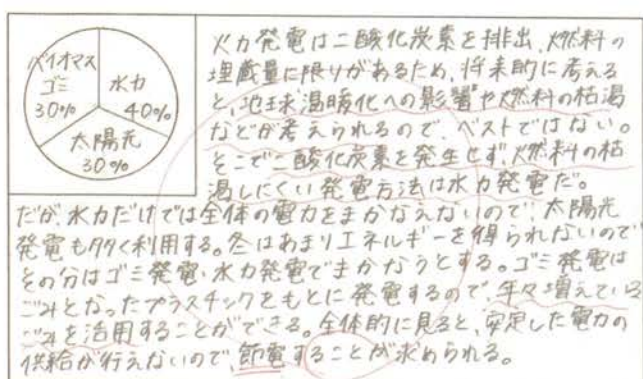 バイオマス
ゴミ
30%
水力
40%
太陽光
30%
火力発電は二酸化炭素を排出、燃料の
埋蔵量に限りがあるため、将来的に考える
と、地球温暖化への影響や燃料の枯渇
などが考えられるので、ベストではない。
そこで二酸化炭素を発生せず、燃料の枯
渇しにくい発電方法は水力発電だ。
だが、水力だけでは全体の電力をまかなえないので、太陽光
発電も多く利用する。冬はあまりエネルギーを得られないので
その分はゴミ発電・水力発電でまかなうとする。ゴミ発電は
ごみとなったプラスチックをもとに発電するので、年々増えている
ごみを活用することができる。全体的に見ると、安定した電力の
供給が行えないので、節電することが求められる。